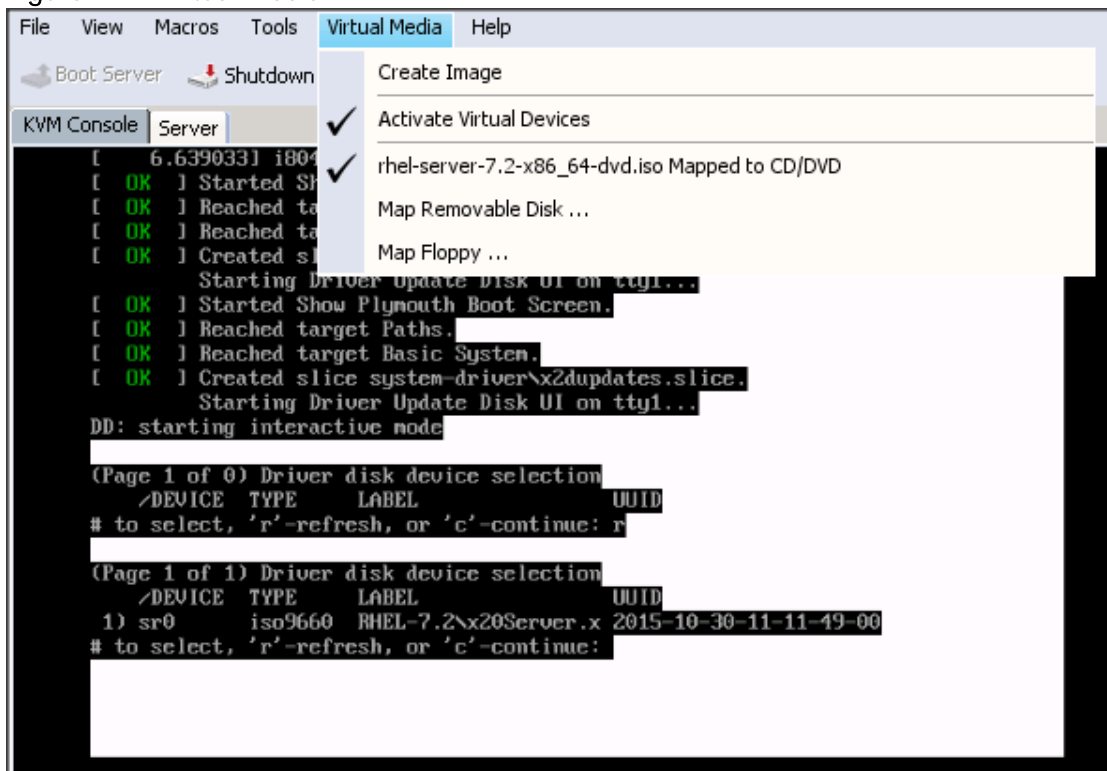 File View Macros Tools Virtual Media Help
Boot Server Shutdown
Create Image
Activate Virtual Devices
rhel-server-7.2-x86_64-dvd.iso Mapped to CD/DVD
Map Removable Disk ...
Map Floppy ...
KVM Console Server
[ 6.639033] i804
[ OK ] Started Sh
[ OK ] Reached ta
[ OK ] Reached ta
[ OK ] Created sl
Starting Driver Update Disk UI on tty1...
[ OK ] Started Show Plymouth Boot Screen.
[ OK ] Reached target Paths.
[ OK ] Reached target Basic System.
[ OK ] Created slice system-driver\x2dupdates.slice.
Starting Driver Update Disk UI on tty1...
DD: starting interactive mode
(Page 1 of 0) Driver disk device selection
/DEVICE TYPE LABEL UUID
# to select, 'r'-refresh, or 'c'-continue: r
(Page 1 of 1) Driver disk device selection
/DEVICE TYPE LABEL UUID
1) sr0 iso9660 RHEL-7.2\x20Server.x 2015-10-30-11-11-49-00
# to select, 'r'-refresh, or 'c'-continue: